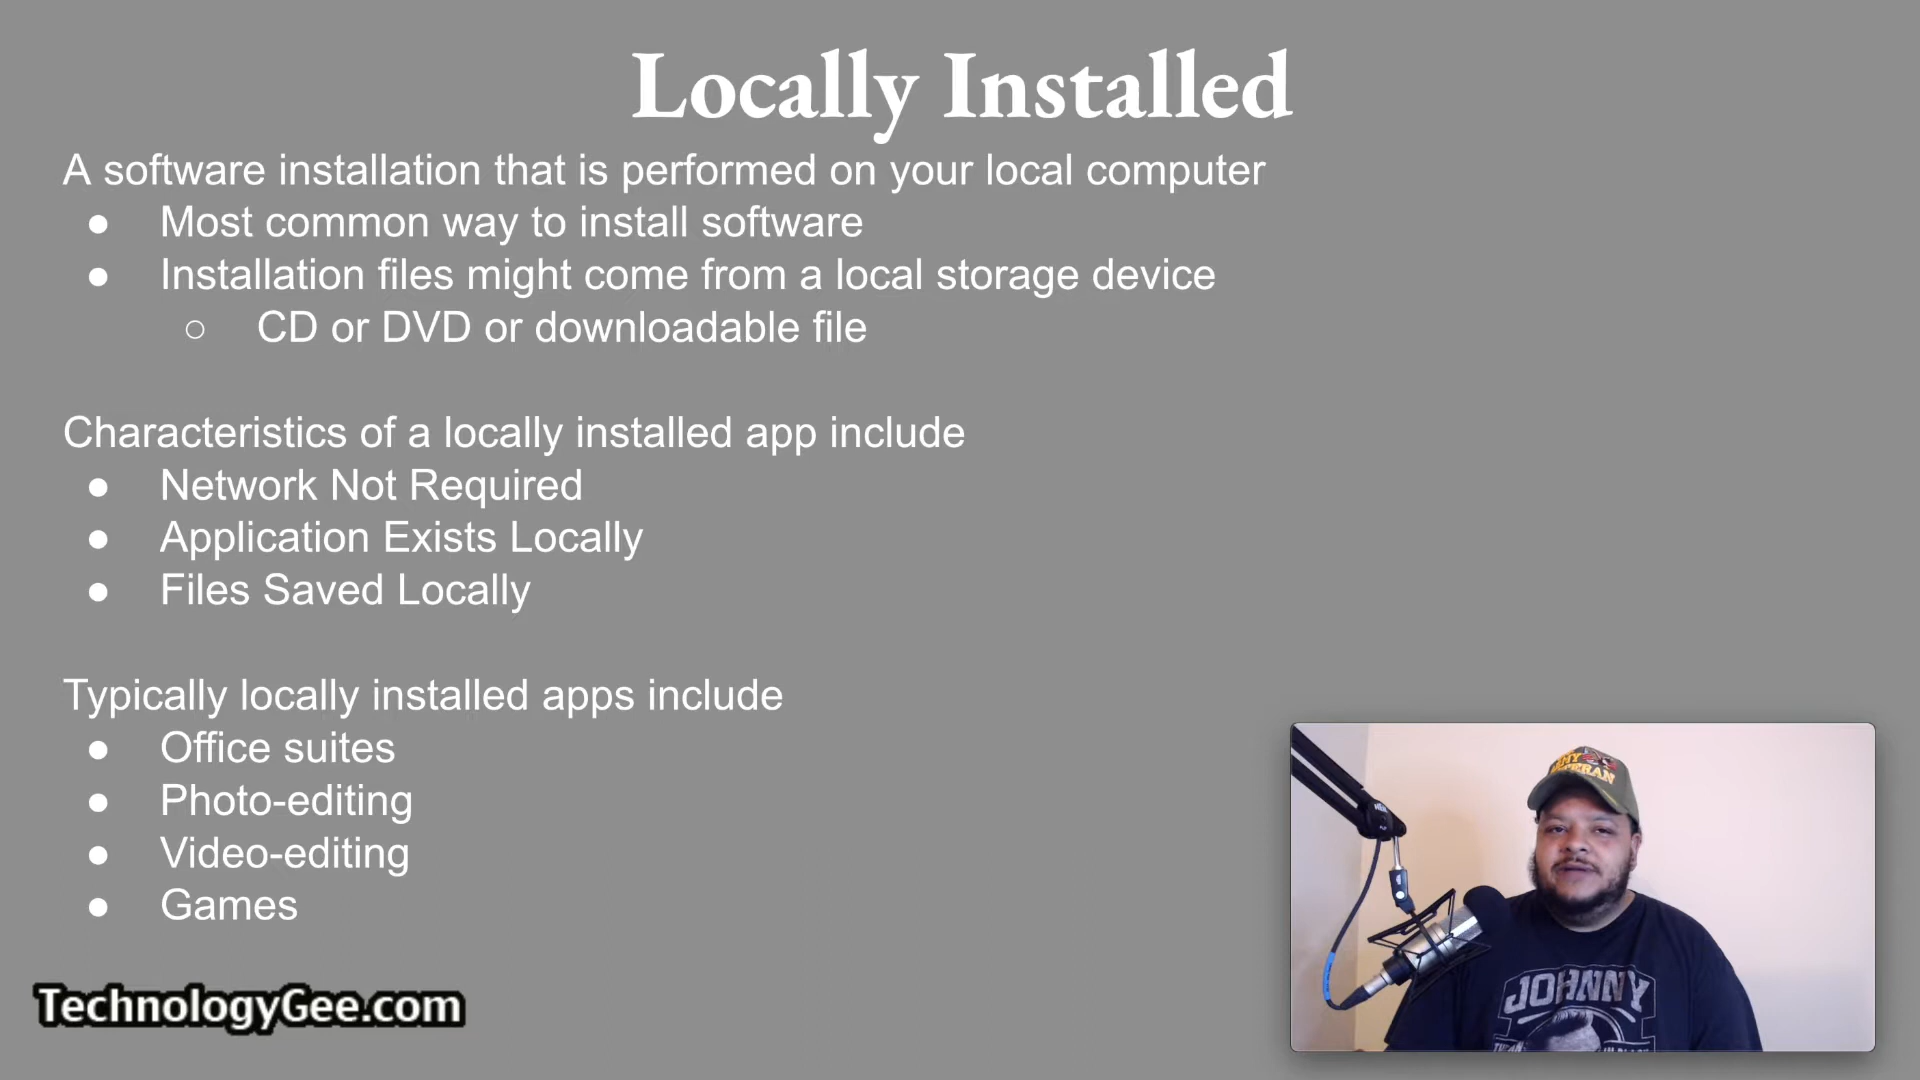 Locally Installed
A software installation that is performed on your local computer
● Most common way to install software
● Installation files might come from a local storage device
○ CD or DVD or downloadable file
Characteristics of a locally installed app include
● Network Not Required
● Application Exists Locally
● Files Saved Locally
Typically locally installed apps include
● Office suites
● Photo-editing
● Video-editing
● Games
TechnologyGee.com
JOHNNY